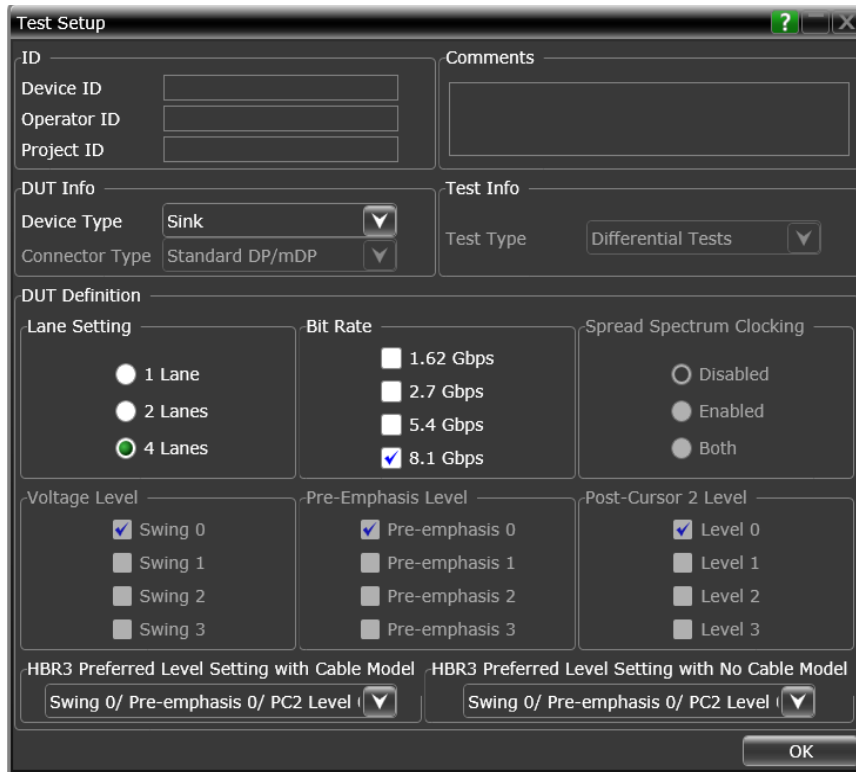 Test Setup
?
X
ID
Device ID
Operator ID
Project ID
Comments
DUT Info
Device Type Sink
Connector Type Standard DP/mDP
Test Info
Test Type Differential Tests
DUT Definition
Lane Setting
1 Lane
2 Lanes
4 Lanes
Bit Rate
1.62 Gbps
2.7 Gbps
5.4 Gbps
8.1 Gbps
Spread Spectrum Clocking
Disabled
Enabled
Both
Voltage Level
Swing 0
Swing 1
Swing 2
Swing 3
Pre-Emphasis Level
Pre-emphasis 0
Pre-emphasis 1
Pre-emphasis 2
Pre-emphasis 3
Post-Cursor 2 Level
Level 0
Level 1
Level 2
Level 3
HBR3 Preferred Level Setting with Cable Model
Swing 0/ Pre-emphasis 0/ PC2 Level
HBR3 Preferred Level Setting with No Cable Model
Swing 0/ Pre-emphasis 0/ PC2 Level
OK